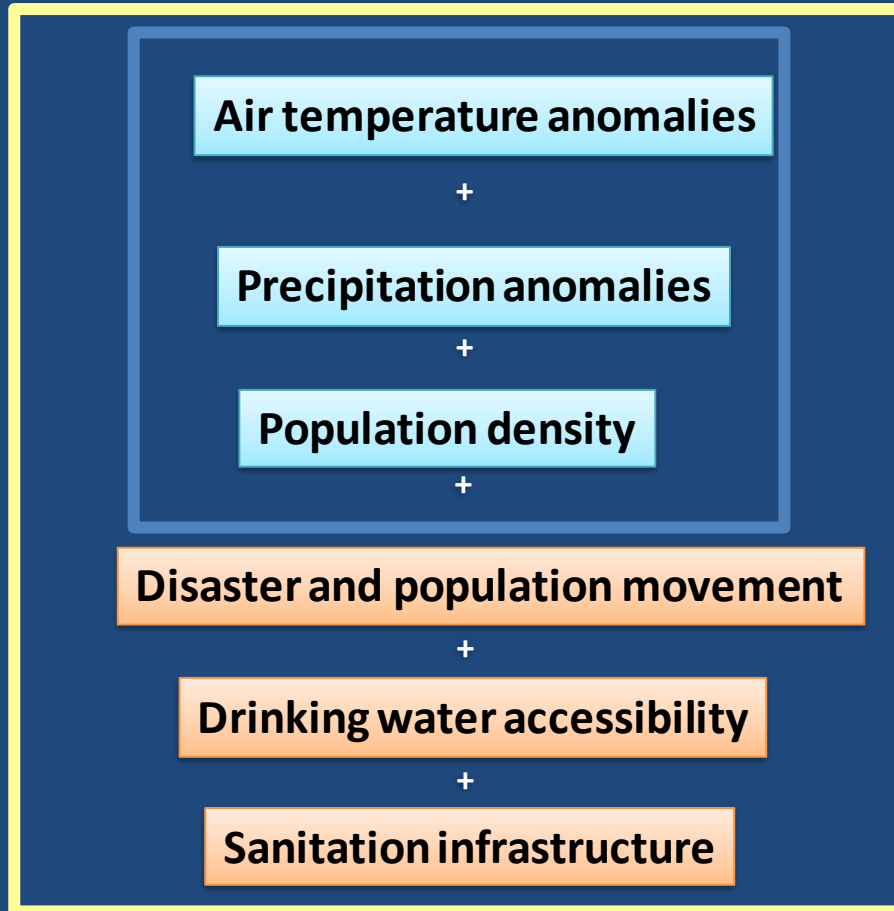 Air temperature anomalies
+
Precipitation anomalies
+
Population density
+
Disaster and population movement
+
Drinking water accessibility
+
Sanitation infrastructure